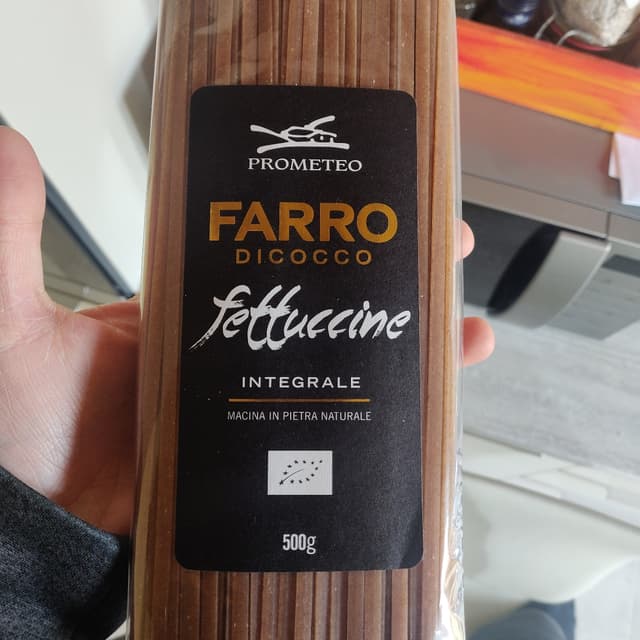 PROMETEO
FARRO
DICOCCO
fettuccine
INTEGRALE
MACINA IN PIETRA NATURALE
500g